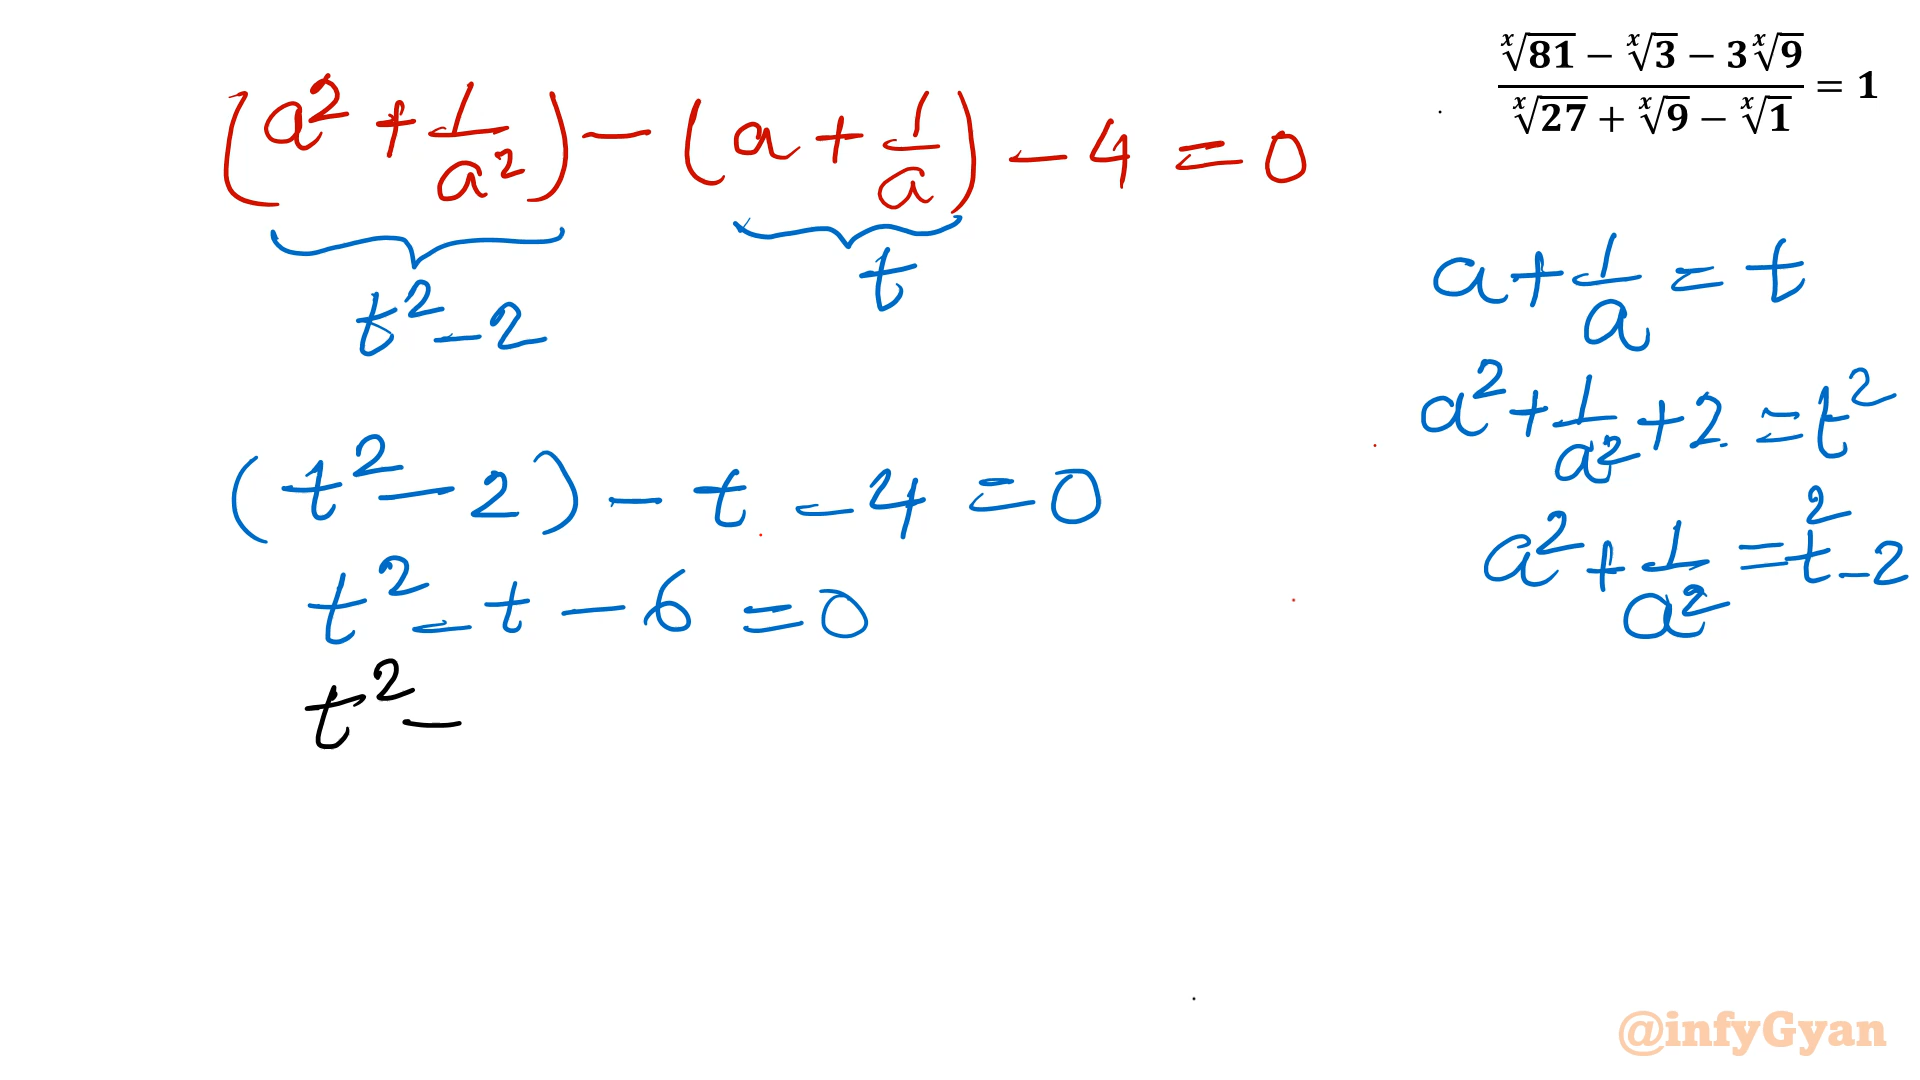 (a² + 1/a²) - (a + 1/a) - 4 = 0
t² - 2
t
(t² - 2) - t - 4 = 0
t² - t - 6 = 0
t² -
(ˣ√81 − ˣ√3 − 3 ˣ√9) / (ˣ√27 + ˣ√9 − ˣ√1) = 1
a + 1/a = t
a² + 1/a² + 2 = t²
a² + 1/a² = t² - 2
@infyGyan